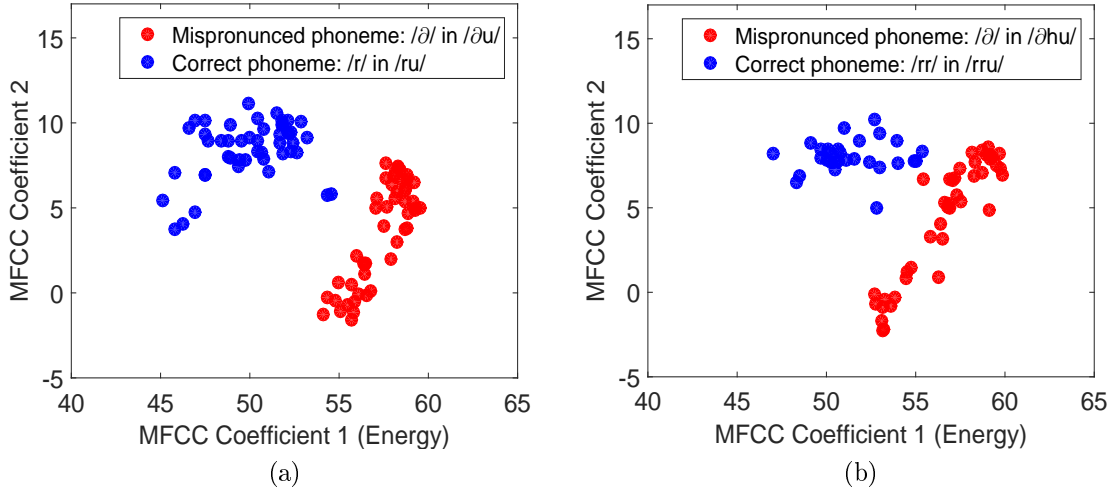 15
10
5
0
-5
40
45
50
55
60
65
MFCC Coefficient 2
MFCC Coefficient 1 (Energy)
Mispronunced phoneme: /∂/ in /∂u/
Correct phoneme: /r/ in /ru/
(a)
15
10
5
0
-5
40
45
50
55
60
65
MFCC Coefficient 2
MFCC Coefficient 1 (Energy)
Mispronunced phoneme: /∂/ in /∂hu/
Correct phoneme: /rr/ in /rru/
(b)